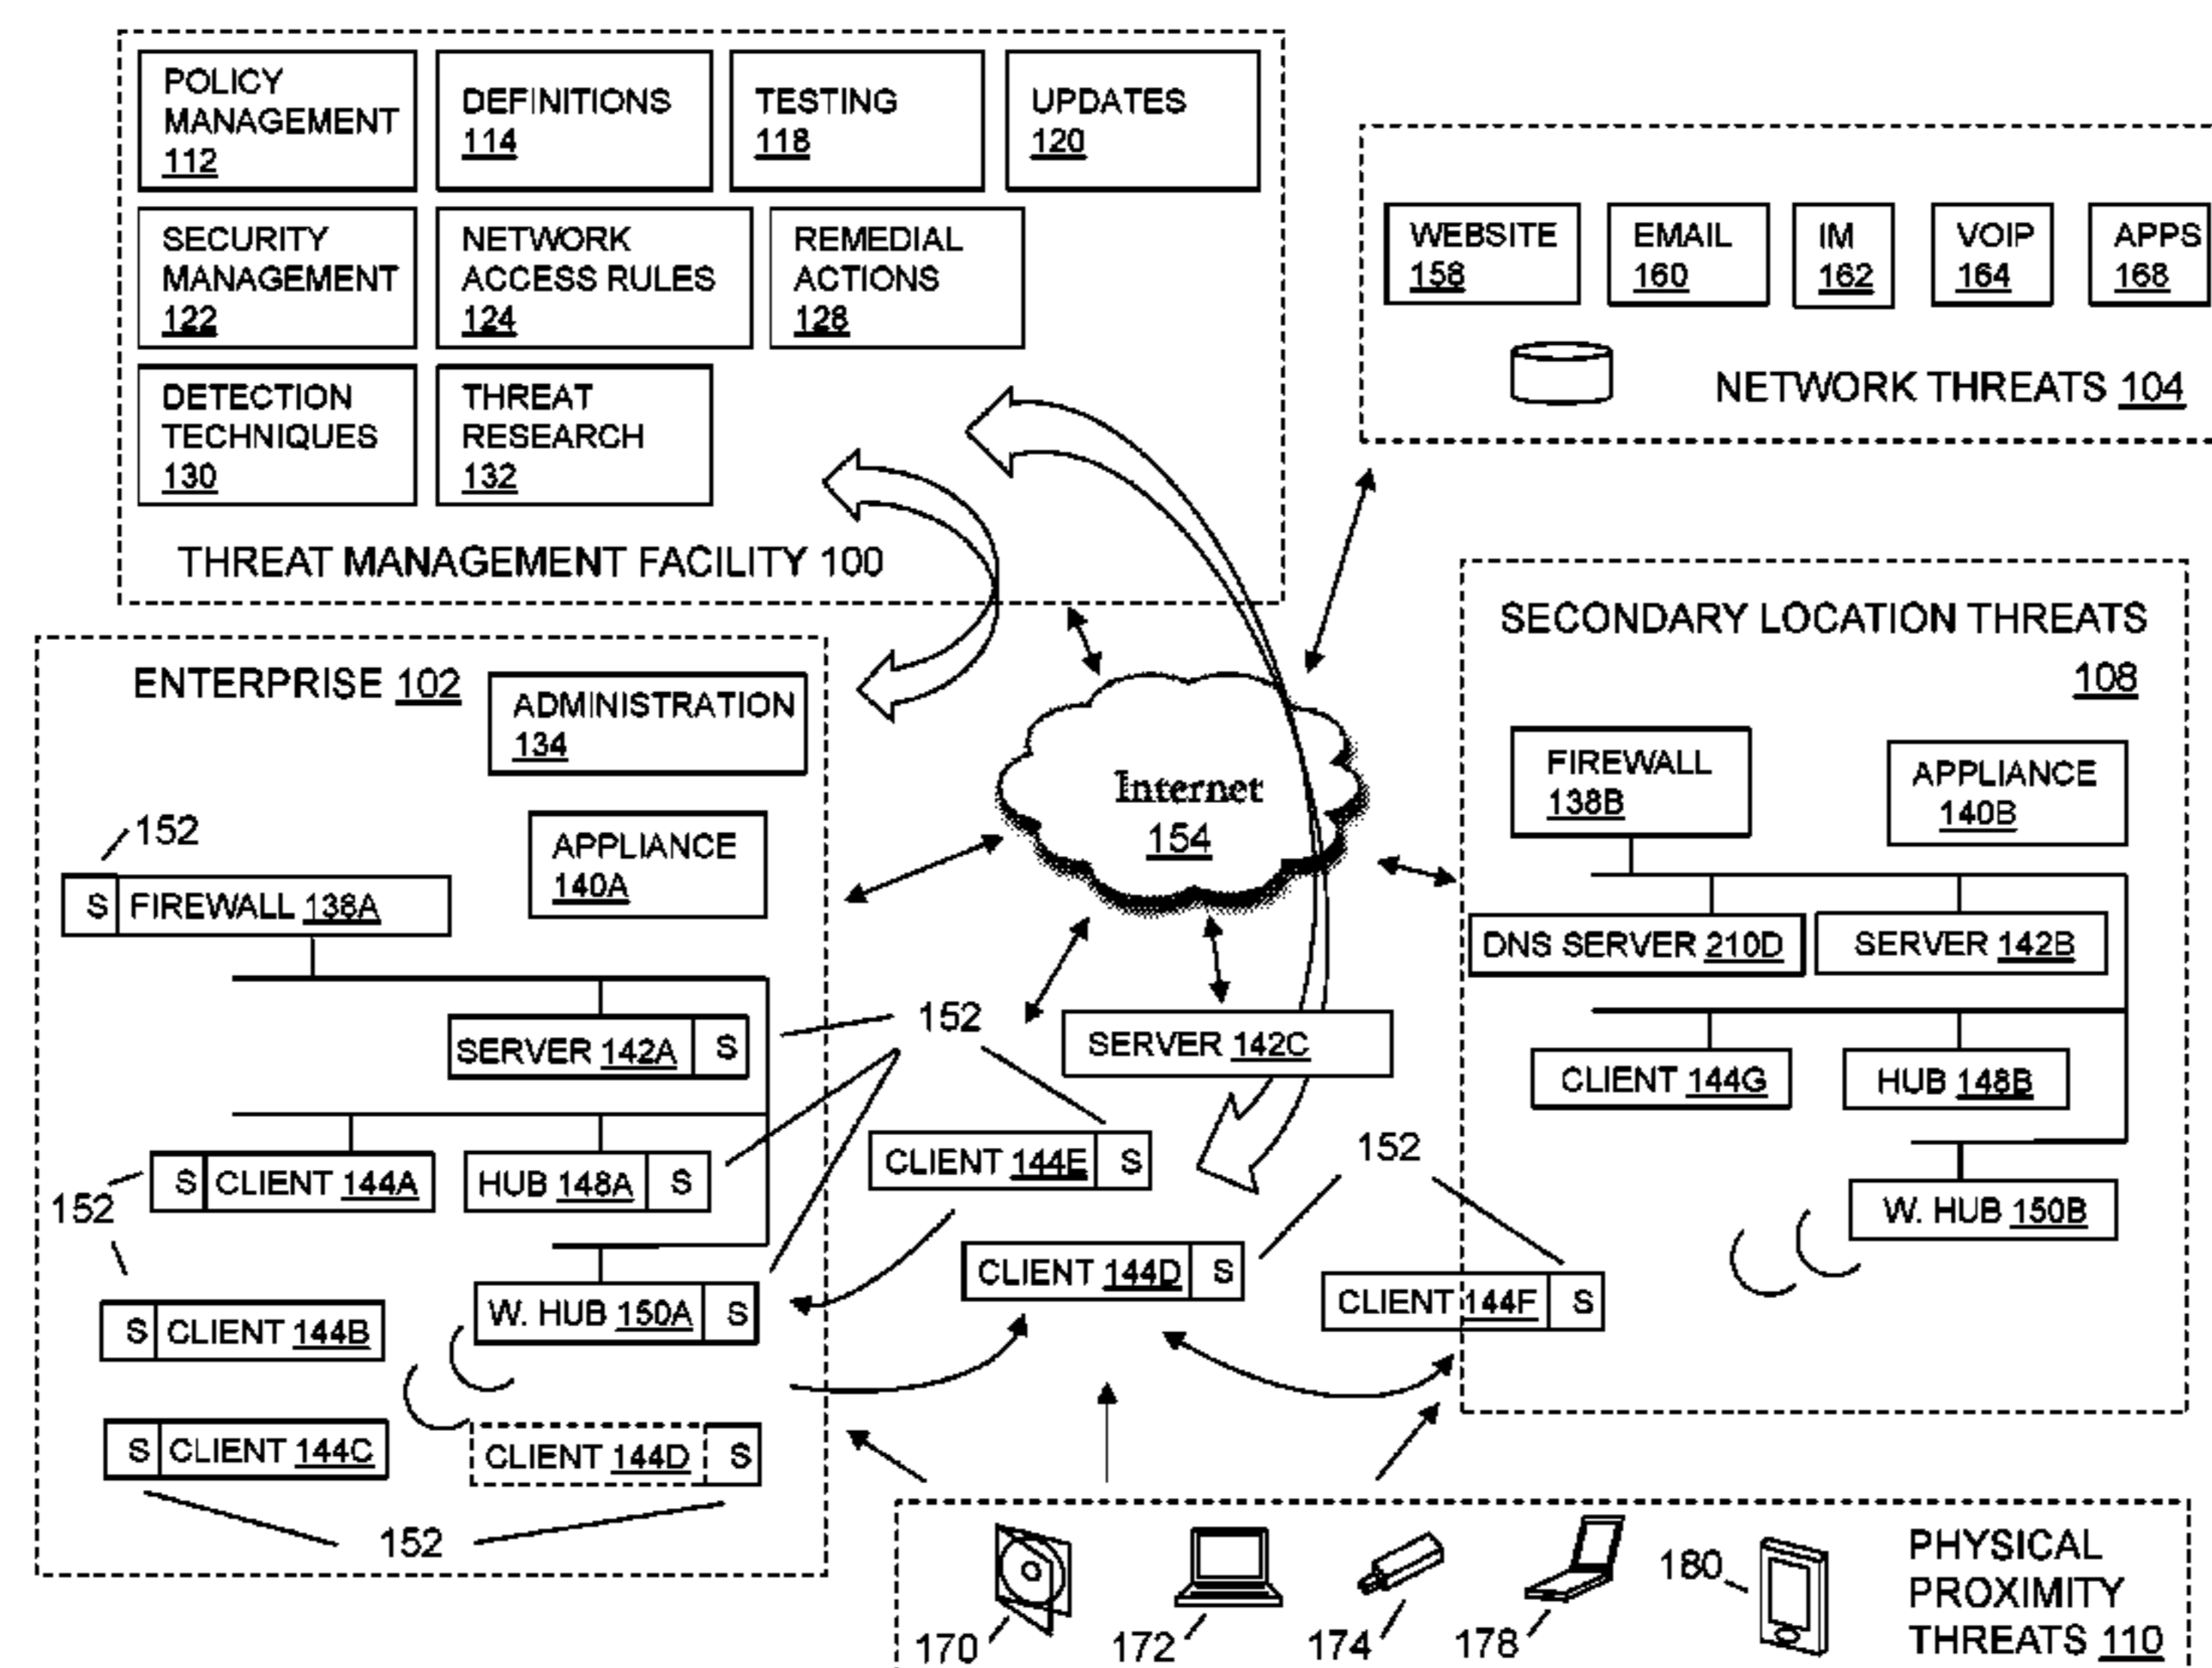 POLICY
MANAGEMENT
112
DEFINITIONS
114
TESTING
118
UPDATES
120
SECURITY
MANAGEMENT
122
NETWORK
ACCESS RULES
124
REMEDIAL
ACTIONS
128
DETECTION
TECHNIQUES
130
THREAT
RESEARCH
132
THREAT MANAGEMENT FACILITY 100
WEBSITE
158
EMAIL
160
IM
162
VOIP
164
APPS
168
NETWORK THREATS 104
ENTERPRISE 102
ADMINISTRATION
134
APPLIANCE
140A
152
S FIREWALL 138A
SERVER 142A S
S CLIENT 144A
HUB 148A S
152
W. HUB 150A S
S CLIENT 144B
S CLIENT 144C
CLIENT 144D S
152
Internet
154
152
SERVER 142C
CLIENT 144E S
152
CLIENT 144D S
CLIENT 144F S
SECONDARY LOCATION THREATS
108
FIREWALL
138B
APPLIANCE
140B
DNS SERVER 210D
SERVER 142B
CLIENT 144G
HUB 148B
W. HUB 150B
170
172
174
178
180
PHYSICAL
PROXIMITY
THREATS 110